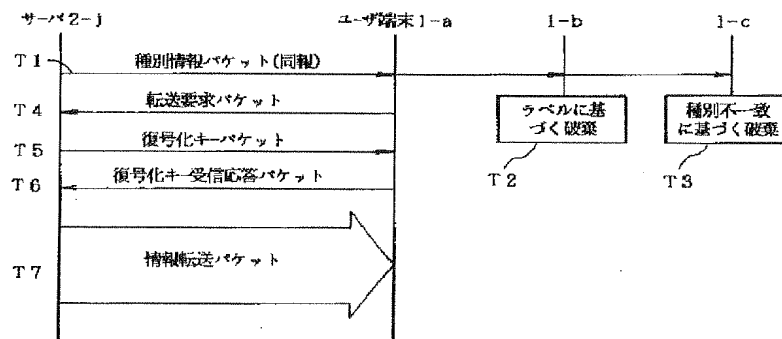 サーバ2-j
ユーザ端末1-a
1-b
1-c
T1
種別情報パケット(同報)
T4
転送要求パケット
ラベルに基
づく破棄
種別不一致
に基づく破棄
T5
復号化キーパケット
T2
T3
T6
復号化キー受信応答パケット
T7
情報転送パケット